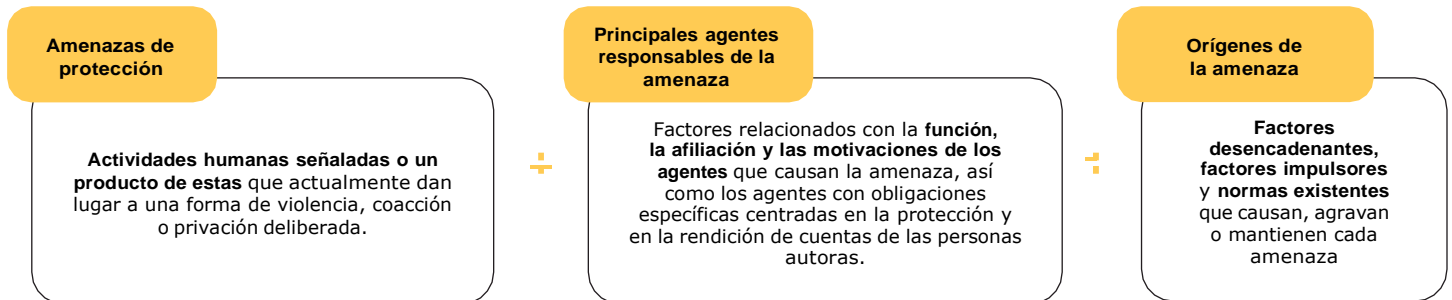 Amenazas de
protección
Actividades humanas señaladas o un
producto de estas que actualmente dan
lugar a una forma de violencia, coacción
o privación deliberada.
Principales agentes
responsables de la
amenaza
Factores relacionados con la función,
la afiliación y las motivaciones de los
agentes que causan la amenaza, así
como los agentes con obligaciones
específicas centradas en la protección y
en la rendición de cuentas de las personas
autoras.
Orígenes de
la amenaza
Factores
desencadenantes,
factores impulsores
y normas existentes
que causan, agravan
o mantienen cada
amenaza